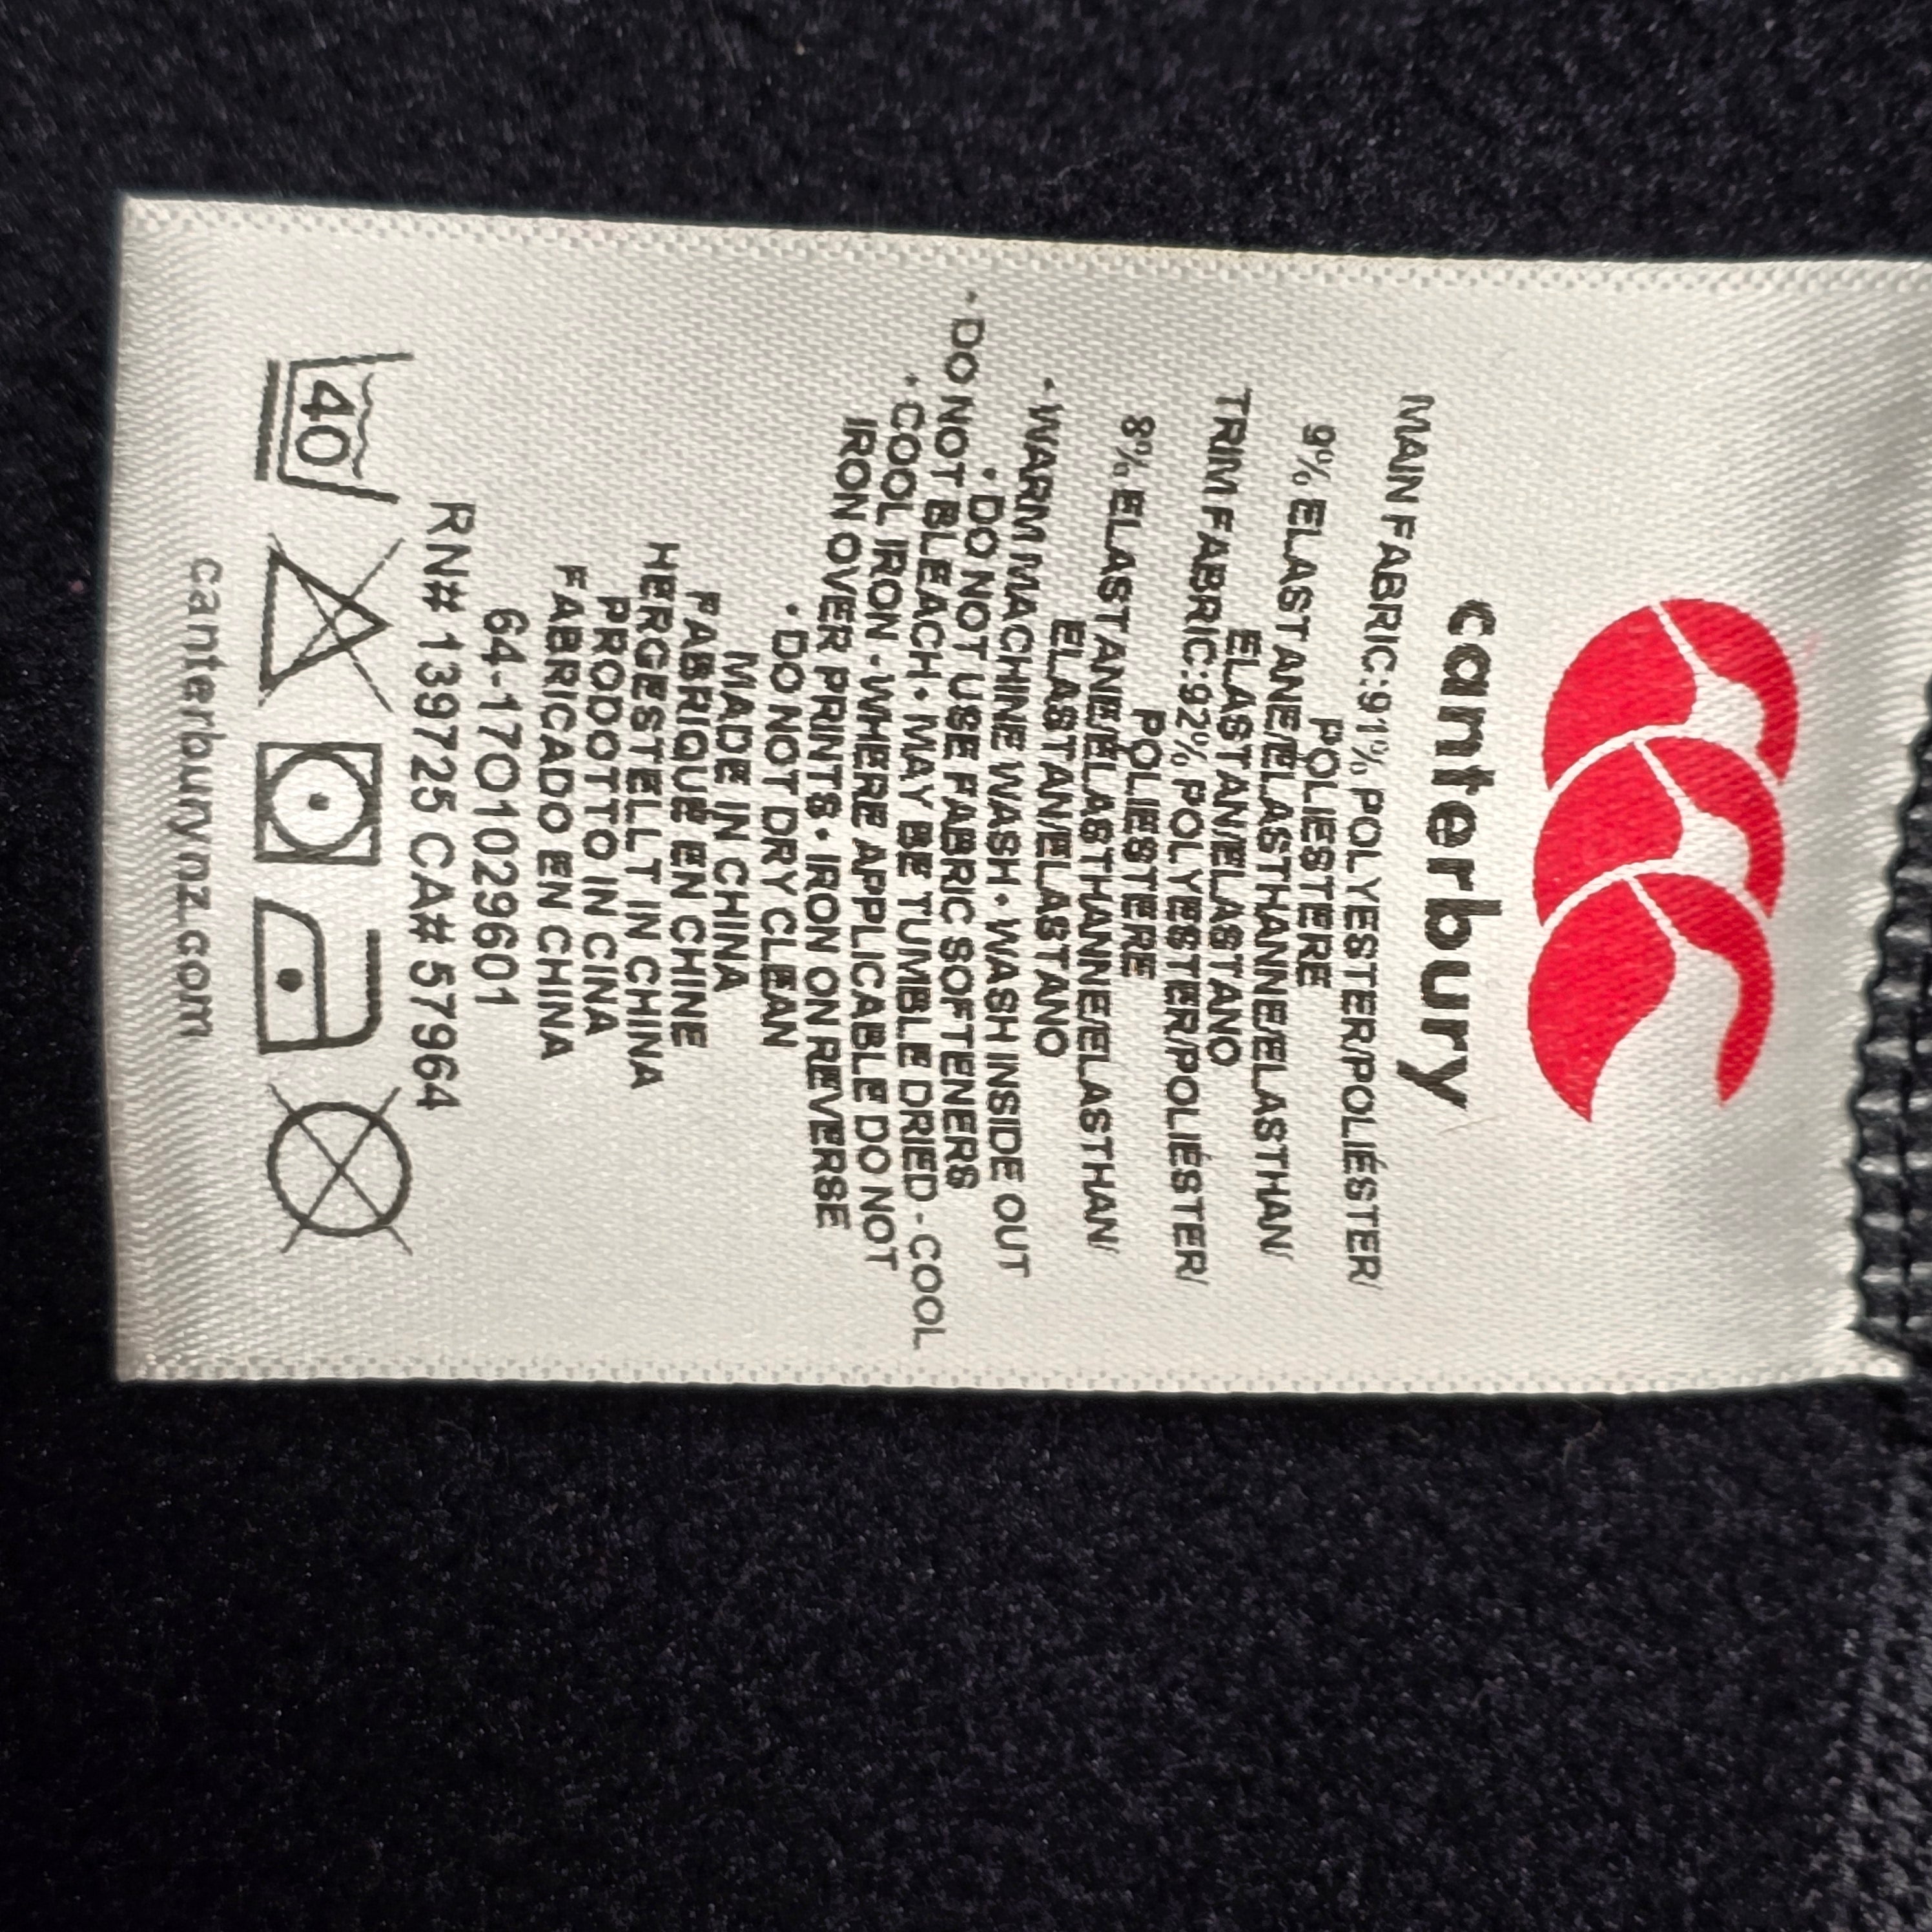 canterbury
MAIN FABRIC:91% POLYESTER/POLIÉSTER/
POLIESTERE
9% ELASTANE/ELASTHANNE/ELASTHAN
ELASTAN/ELASTANO
TRIM FABRIC:92% POLYESTER/POLIÉSTER/
POLIESTERE
8% ELASTANE/ELASTHANNE/ELASTHAN/
ELASTAN/ELASTANO
• WARM MACHINE WASH • WASH INSIDE OUT
• DO NOT USE FABRIC SOFTENERS
• DO NOT BLEACH • MAY BE TUMBLE DRIED - COOL
• COOL IRON - WHERE APPLICABLE DO NOT
IRON OVER PRINTS • IRON ON REVERSE
• DO NOT DRY CLEAN
MADE IN CHINA
FABRIQUÉ EN CHINE
HERGESTELLT IN CHINA
PRODOTTO IN CINA
FABRICADO EN CHINA
64-17O1029601
RN# 139725 CA# 57964
40
canterburynz.com